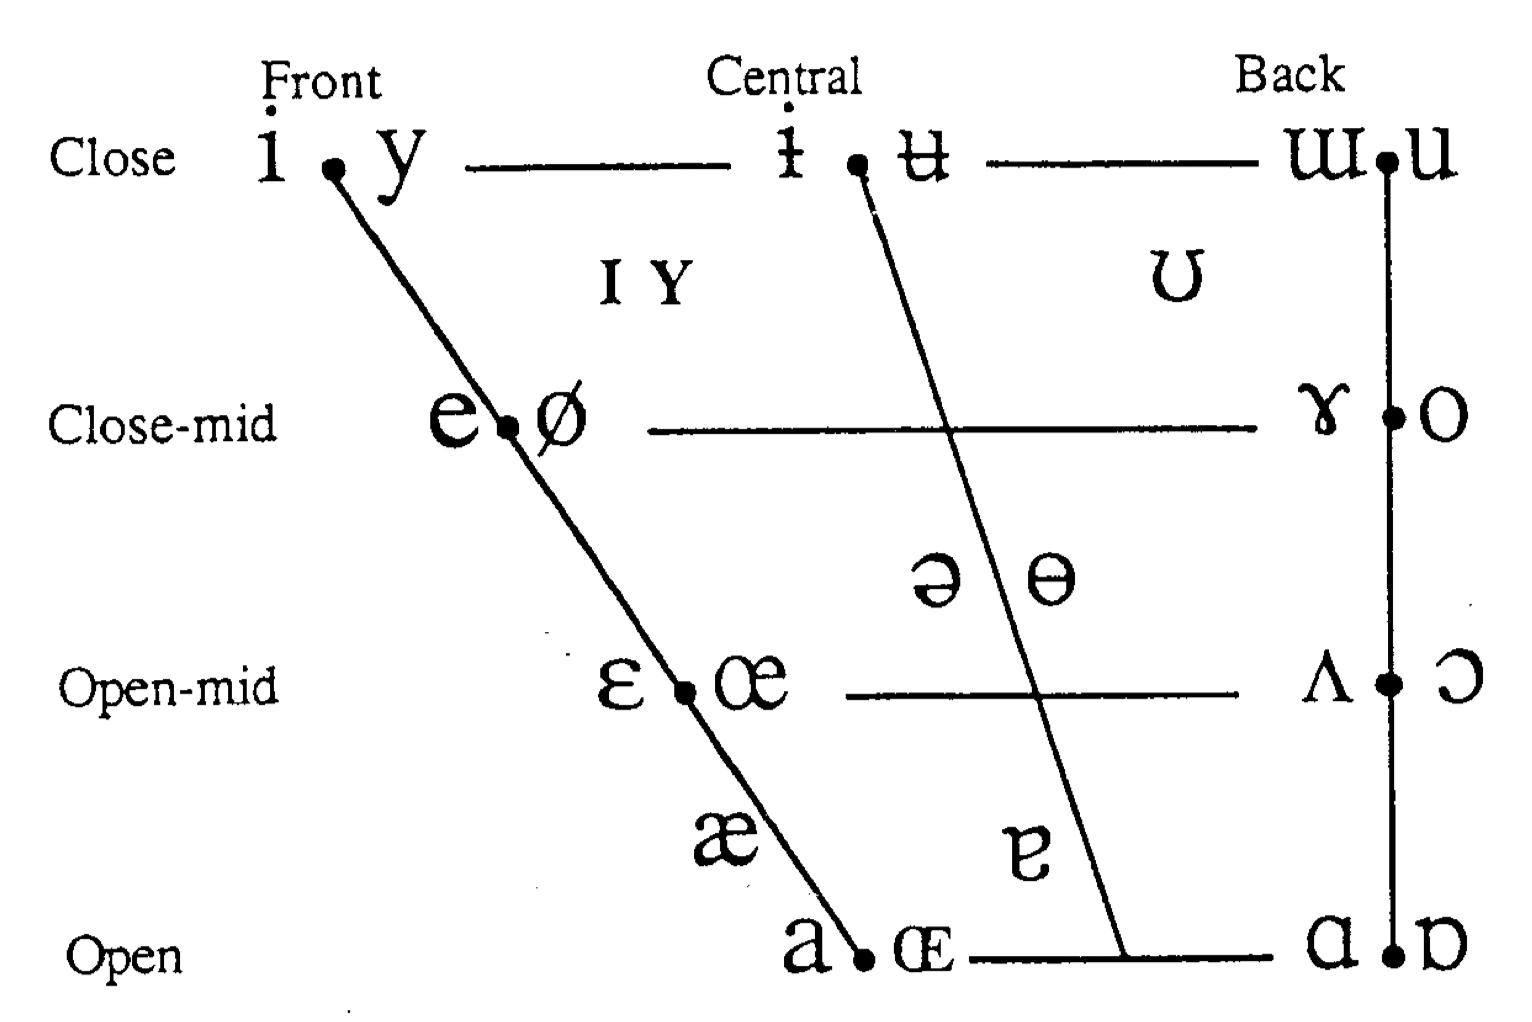 Front Central Back
Close i y ɨ ʉ ɯ u
ɪ ʏ ʊ
Close-mid e ø ɤ o
ə ɵ
Open-mid ɛ œ ʌ ɔ
æ ɐ
Open a ɶ ɑ ɒ